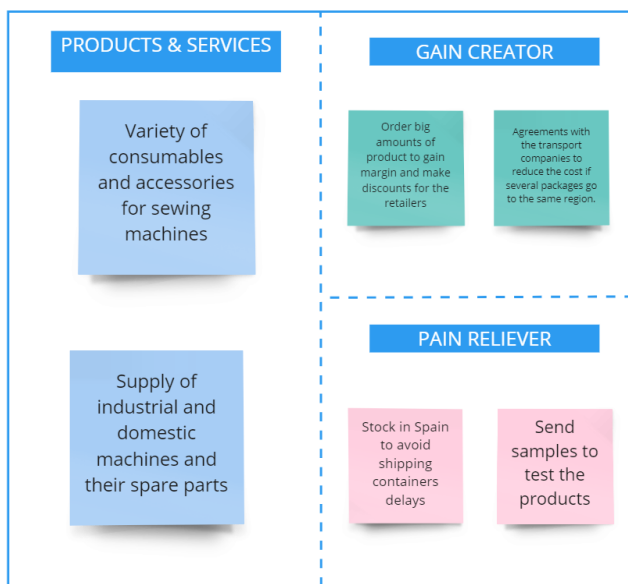 PRODUCTS & SERVICES
Variety of
consumables
and accessories
for sewing
machines
Supply of
industrial and
domestic
machines and
their spare parts
GAIN CREATOR
Order big
amounts of
product to gain
margin and make
discounts for the
retailers
Agreements with
the transport
companies to
reduce the cost if
several packages go
to the same region.
PAIN RELIEVER
Stock in Spain
to avoid
shipping
containers
delays
Send
samples to
test the
products